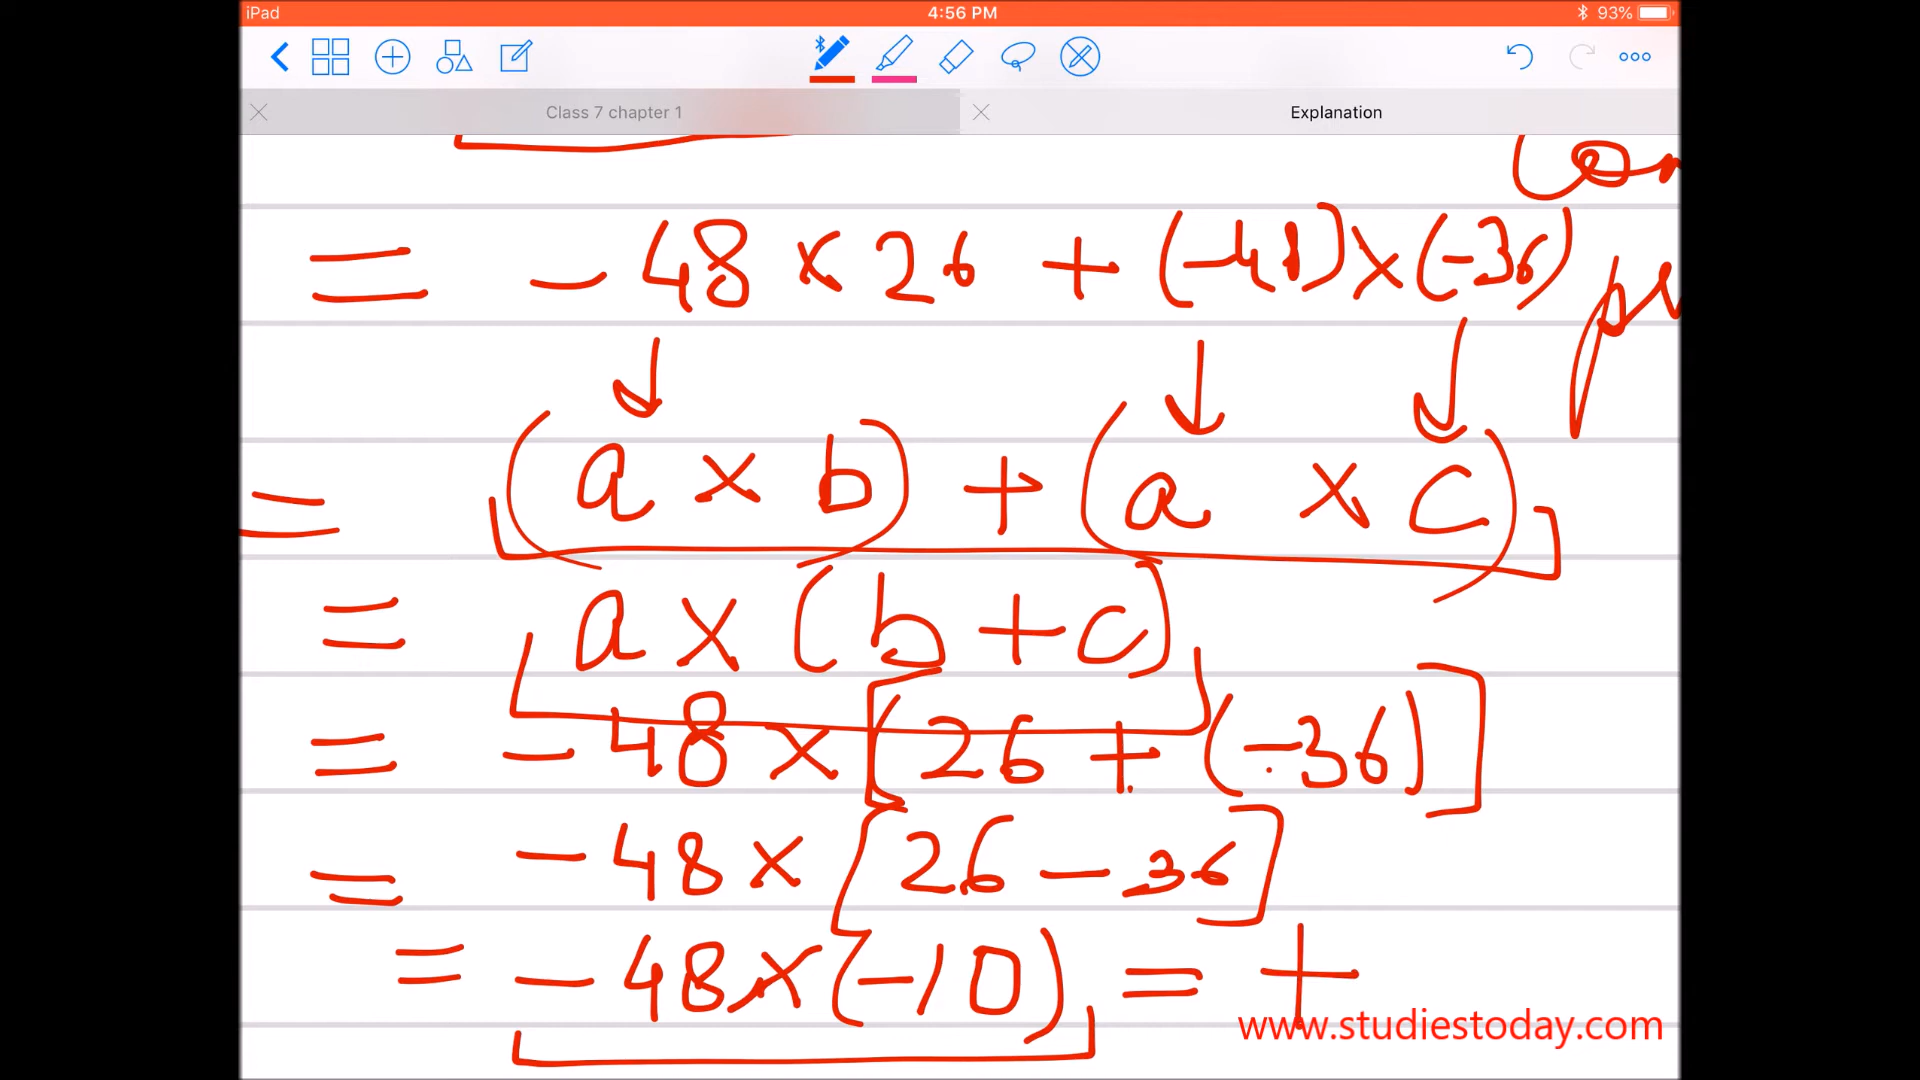 iPad 4:56 PM 93%
Class 7 chapter 1 Explanation
= - 48 × 26 + (-48) × (-36)
= (a × b) + (a × c)
= a × (b + c)
= - 48 × [26 + (-36)]
= - 48 × [26 - 36]
= - 48 × (-10) = +
www.studiestoday.com